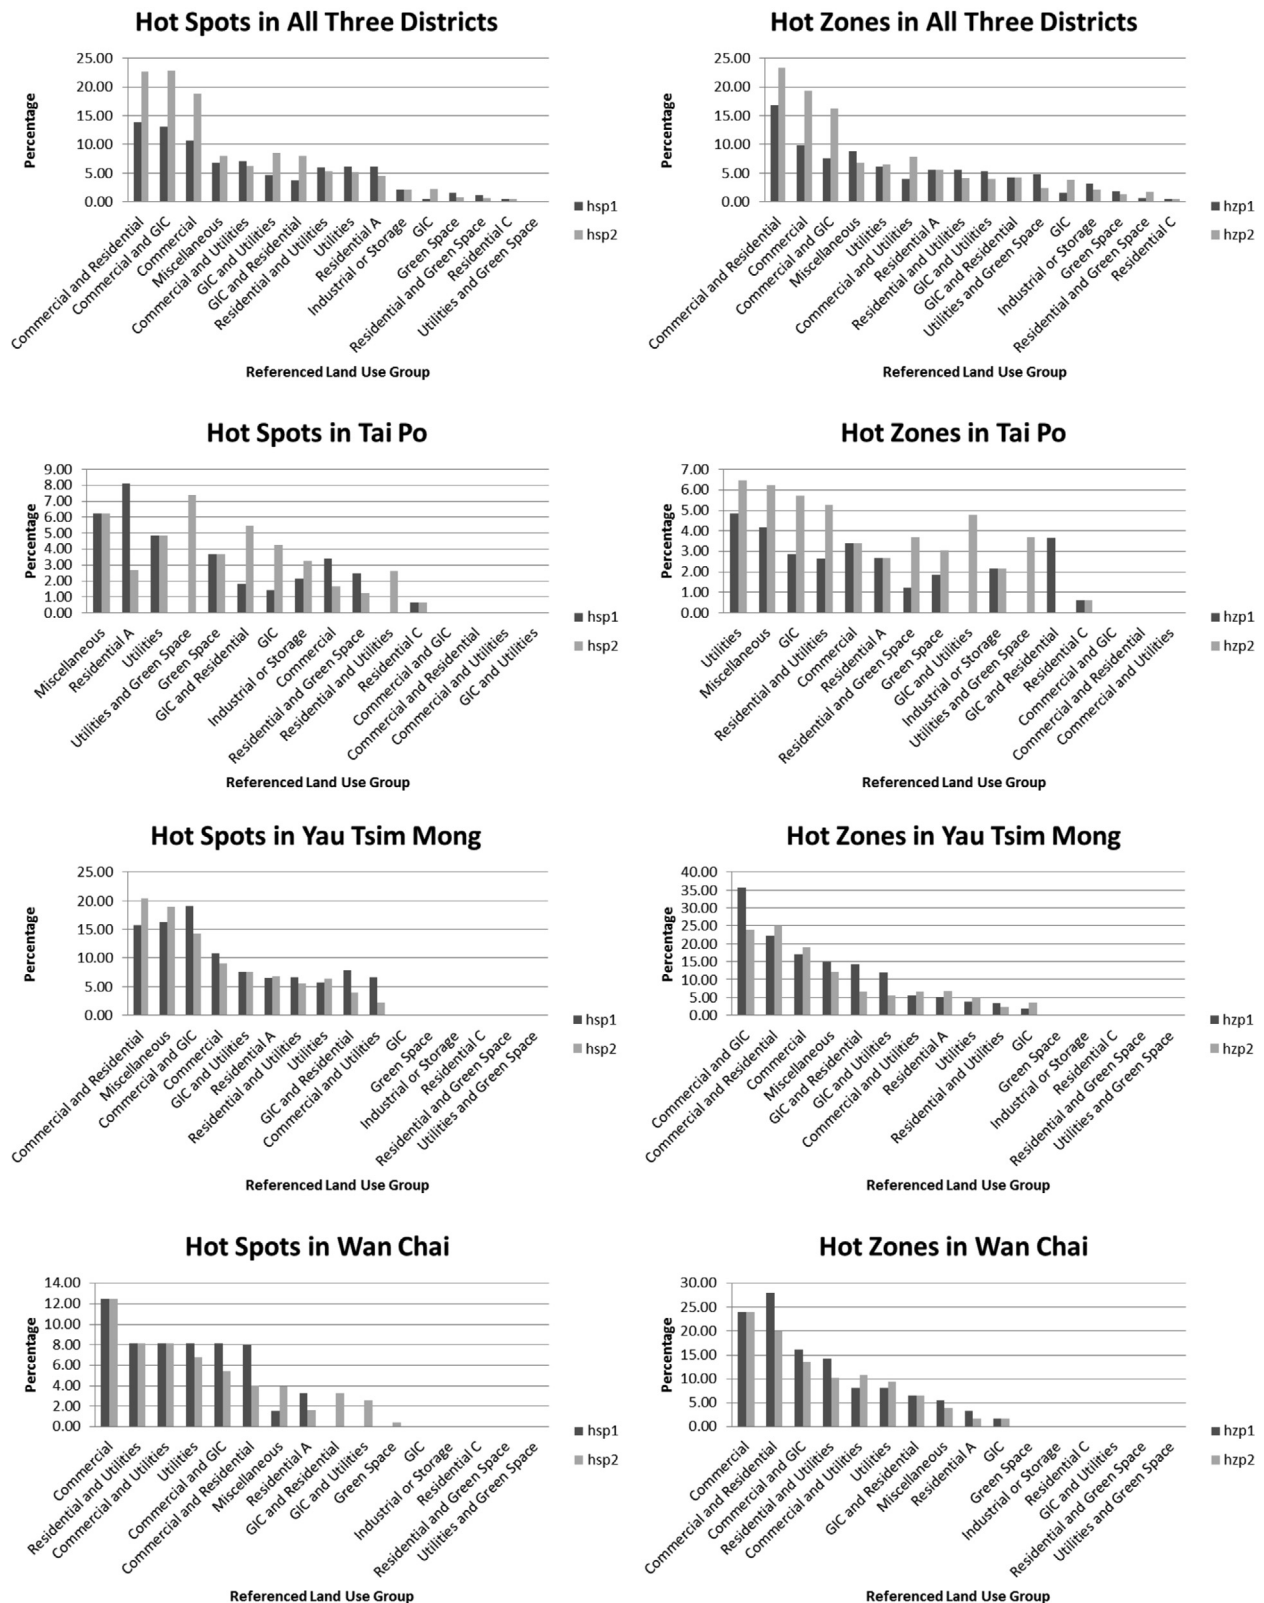 Hot Spots in All Three Districts
Percentage
25.00
20.00
15.00
10.00
5.00
0.00
Commercial and Residential
Commercial and GIC
Commercial
Miscellaneous
Commercial and Utilities
GIC and Utilities
GIC and Residential
Residential and Utilities
Utilities
Residential A
Industrial or Storage
GIC
Green Space
Residential and Green Space
Residential C
Utilities and Green Space
hsp1
hsp2
Referenced Land Use Group
Hot Zones in All Three Districts
Percentage
25.00
20.00
15.00
10.00
5.00
0.00
Commercial and Residential
Commercial
Commercial and GIC
Miscellaneous
Utilities
Commercial and Utilities
Residential A
Residential and Utilities
GIC and Utilities
GIC and Residential
Utilities and Green Space
GIC
Industrial or Storage
Green Space
Residential and Green Space
Residential C
hzp1
hzp2
Referenced Land Use Group
Hot Spots in Tai Po
Percentage
9.00
8.00
7.00
6.00
5.00
4.00
3.00
2.00
1.00
0.00
Miscellaneous
Residential A
Utilities
Utilities and Green Space
Green Space
GIC and Residential
GIC
Industrial or Storage
Commercial
Residential and Green Space
Residential and Utilities
Residential C
Commercial and GIC
Commercial and Residential
Commercial and Utilities
GIC and Utilities
hsp1
hsp2
Referenced Land Use Group
Hot Zones in Tai Po
Percentage
7.00
6.00
5.00
4.00
3.00
2.00
1.00
0.00
Utilities
Miscellaneous
GIC
Residential and Utilities
Commercial
Residential A
Residential and Green Space
Green Space
GIC and Utilities
Industrial or Storage
Utilities and Green Space
GIC and Residential
Residential C
Commercial and GIC
Commercial and Residential
Commercial and Utilities
hzp1
hzp2
Referenced Land Use Group
Hot Spots in Yau Tsim Mong
Percentage
25.00
20.00
15.00
10.00
5.00
0.00
Commercial and Residential
Miscellaneous
Commercial and GIC
Commercial
GIC and Utilities
Residential A
Residential and Utilities
Utilities
GIC and Residential
Commercial and Utilities
GIC
Green Space
Industrial or Storage
Residential C
Residential and Green Space
Utilities and Green Space
hsp1
hsp2
Referenced Land Use Group
Hot Zones in Yau Tsim Mong
Percentage
40.00
35.00
30.00
25.00
20.00
15.00
10.00
5.00
0.00
Commercial and GIC
Commercial and Residential
Commercial
Miscellaneous
GIC and Residential
GIC and Utilities
Commercial and Utilities
Residential A
Utilities
Residential and Utilities
GIC
Green Space
Industrial or Storage
Residential C
Residential and Green Space
Utilities and Green Space
hzp1
hzp2
Referenced Land Use Group
Hot Spots in Wan Chai
Percentage
14.00
12.00
10.00
8.00
6.00
4.00
2.00
0.00
Commercial
Residential and Utilities
Commercial and Utilities
Utilities
Commercial and GIC
Commercial and Residential
Miscellaneous
Residential A
GIC and Residential
GIC and Utilities
Green Space
GIC
Industrial or Storage
Residential C
Residential and Green Space
Utilities and Green Space
hsp1
hsp2
Referenced Land Use Group
Hot Zones in Wan Chai
Percentage
30.00
25.00
20.00
15.00
10.00
5.00
0.00
Commercial
Commercial and Residential
Commercial and GIC
Residential and Utilities
Commercial and Utilities
Utilities
GIC and Residential
Miscellaneous
Residential A
GIC
Green Space
Industrial or Storage
Residential C
GIC and Utilities
Residential and Green Space
Utilities and Green Space
hzp1
hzp2
Referenced Land Use Group